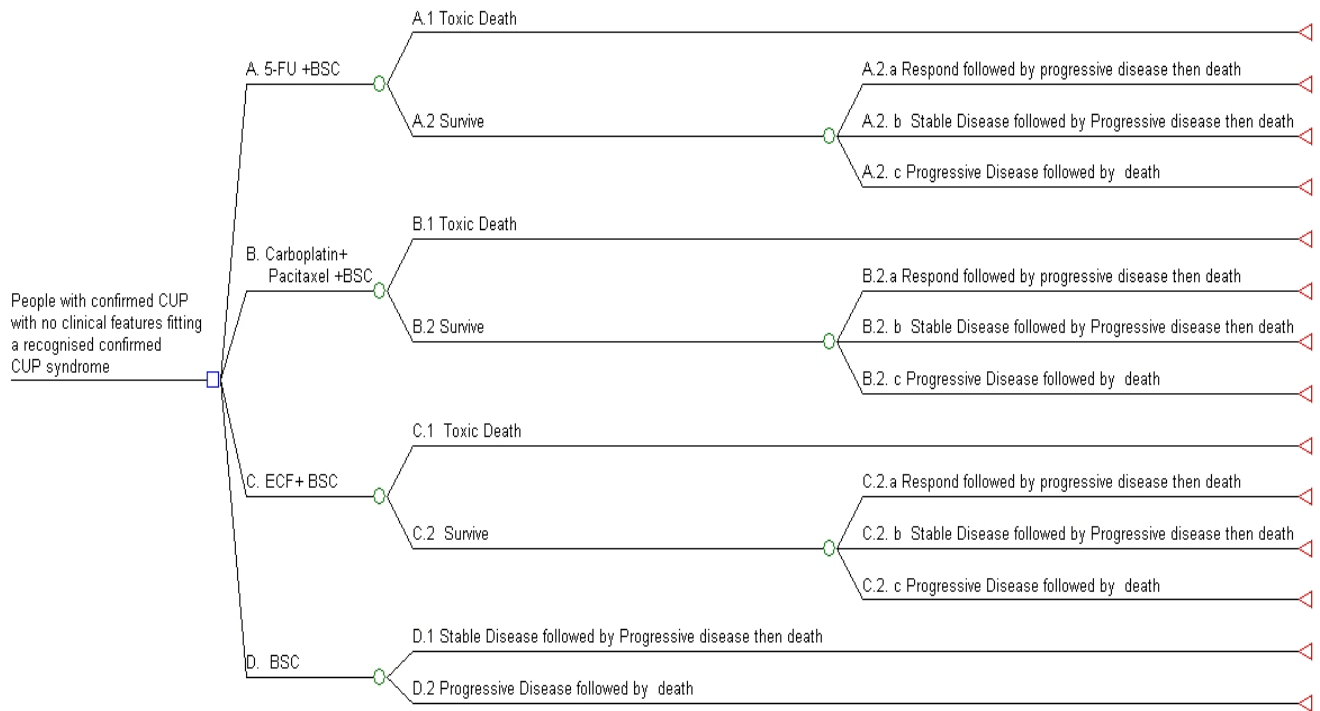 A.1 Toxic Death
A. 5-FU +BSC
A.2.a Respond followed by progressive disease then death
A.2 Survive
A.2. b Stable Disease followed by Progressive disease then death
A.2. c Progressive Disease followed by death
B.1 Toxic Death
B. Carboplatin+
Pacitaxel +BSC
B.2.a Respond followed by progressive disease then death
People with confirmed CUP
with no clinical features fitting
a recognised confirmed
CUP syndrome
B.2 Survive
B.2. b Stable Disease followed by Progressive disease then death
B.2. c Progressive Disease followed by death
C.1 Toxic Death
C. ECF+ BSC
C.2.a Respond followed by progressive disease then death
C.2 Survive
C.2. b Stable Disease followed by Progressive disease then death
C.2. c Progressive Disease followed by death
D.1 Stable Disease followed by Progressive disease then death
D. BSC
D.2 Progressive Disease followed by death